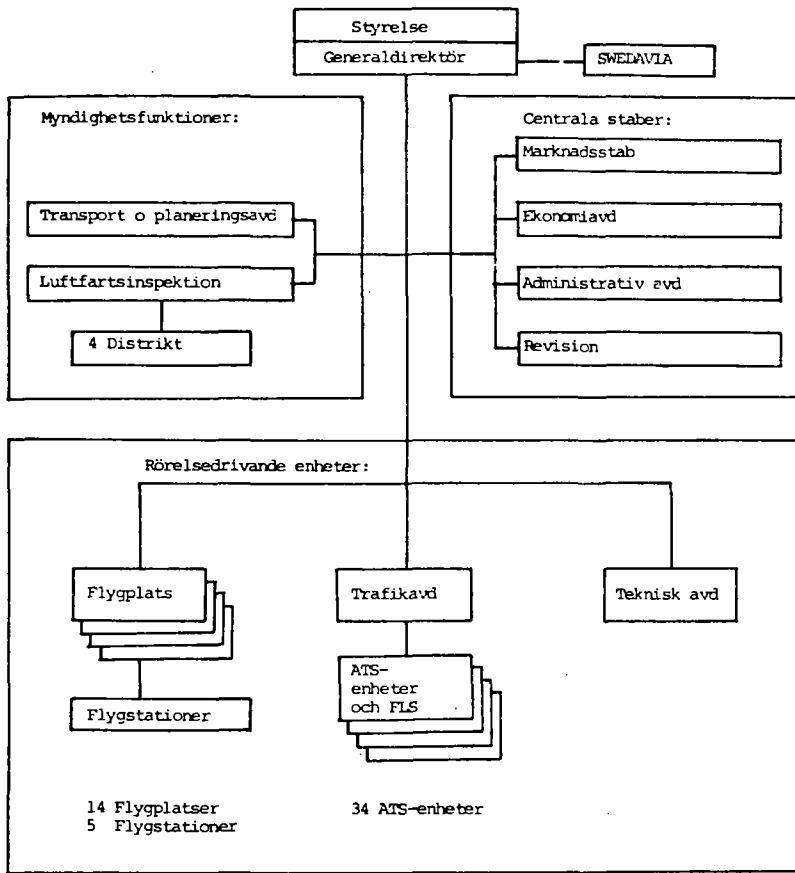 Styrelse
Generaldirektör
SWEDAVIA
Myndighetsfunktioner:
Transport o planeringsavd
Luftfartsinspektion
4 Distrikt
Centrala staber:
Marknadsstab
Ekonomiavd
Administrativ avd
Revision
Rörelsedrivande enheter:
Flygplats
Trafikavd
Teknisk avd
Flygstationer
ATS-
enheter
och FLS
14 Flygplatser
5 Flygstationer
34 ATS-enheter